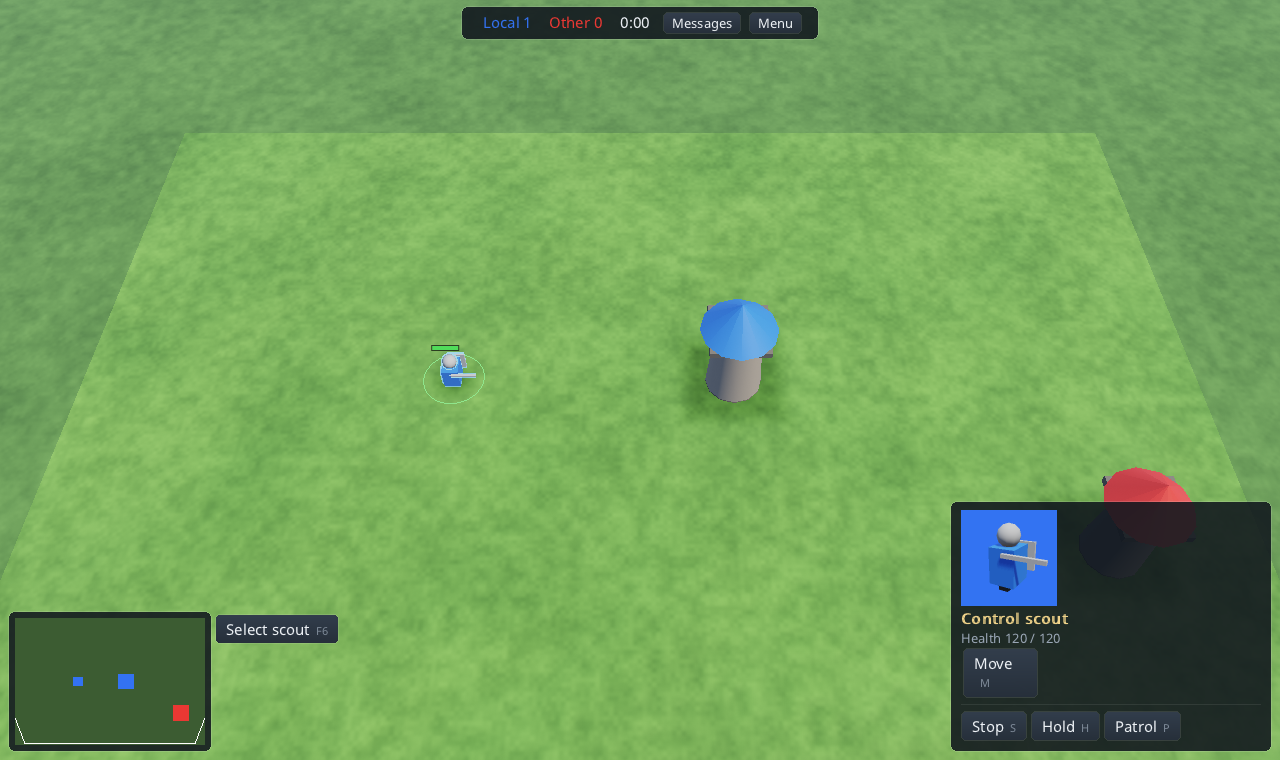 Local 1 Other 0 0:00 Messages Menu
Select scout F6
Control scout
Health 120 / 120
Move
M
Stop S Hold H Patrol P